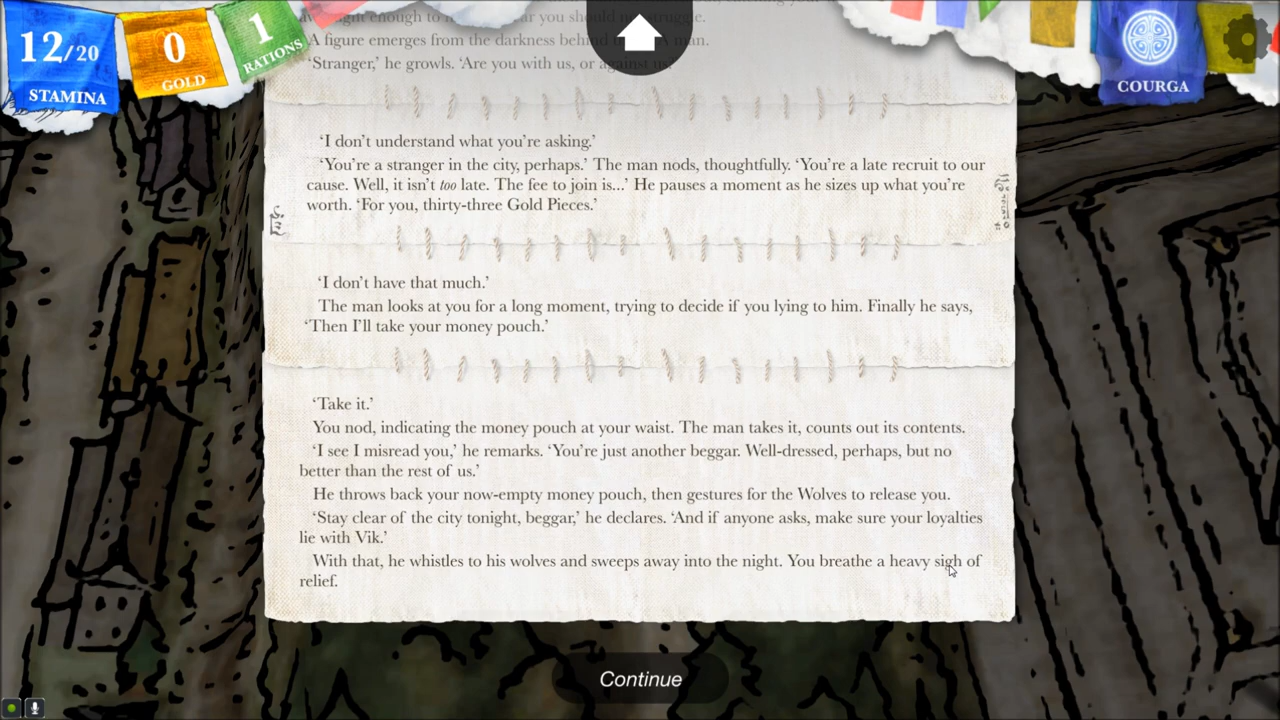 12/20
STAMINA
0
GOLD
1
RATIONS
COURGA
A figure emerges from the darkness behind man.
‘Stranger,’ he growls. ‘Are you with us, or against us
‘I don’t understand what you’re asking.’
‘You’re a stranger in the city, perhaps.’ The man nods, thoughtfully. ‘You’re a late recruit to our
cause. Well, it isn’t too late. The fee to join is...’ He pauses a moment as he sizes up what you’re
worth. ‘For you, thirty-three Gold Pieces.’
‘I don’t have that much.’
The man looks at you for a long moment, trying to decide if you lying to him. Finally he says,
‘Then I’ll take your money pouch.’
‘Take it.’
You nod, indicating the money pouch at your waist. The man takes it, counts out its contents.
‘I see I misread you,’ he remarks. ‘You’re just another beggar. Well-dressed, perhaps, but no
better than the rest of us.’
He throws back your now-empty money pouch, then gestures for the Wolves to release you.
‘Stay clear of the city tonight, beggar,’ he declares. ‘And if anyone asks, make sure your loyalties
lie with Vik.’
With that, he whistles to his wolves and sweeps away into the night. You breathe a heavy sigh of
relief.
Continue